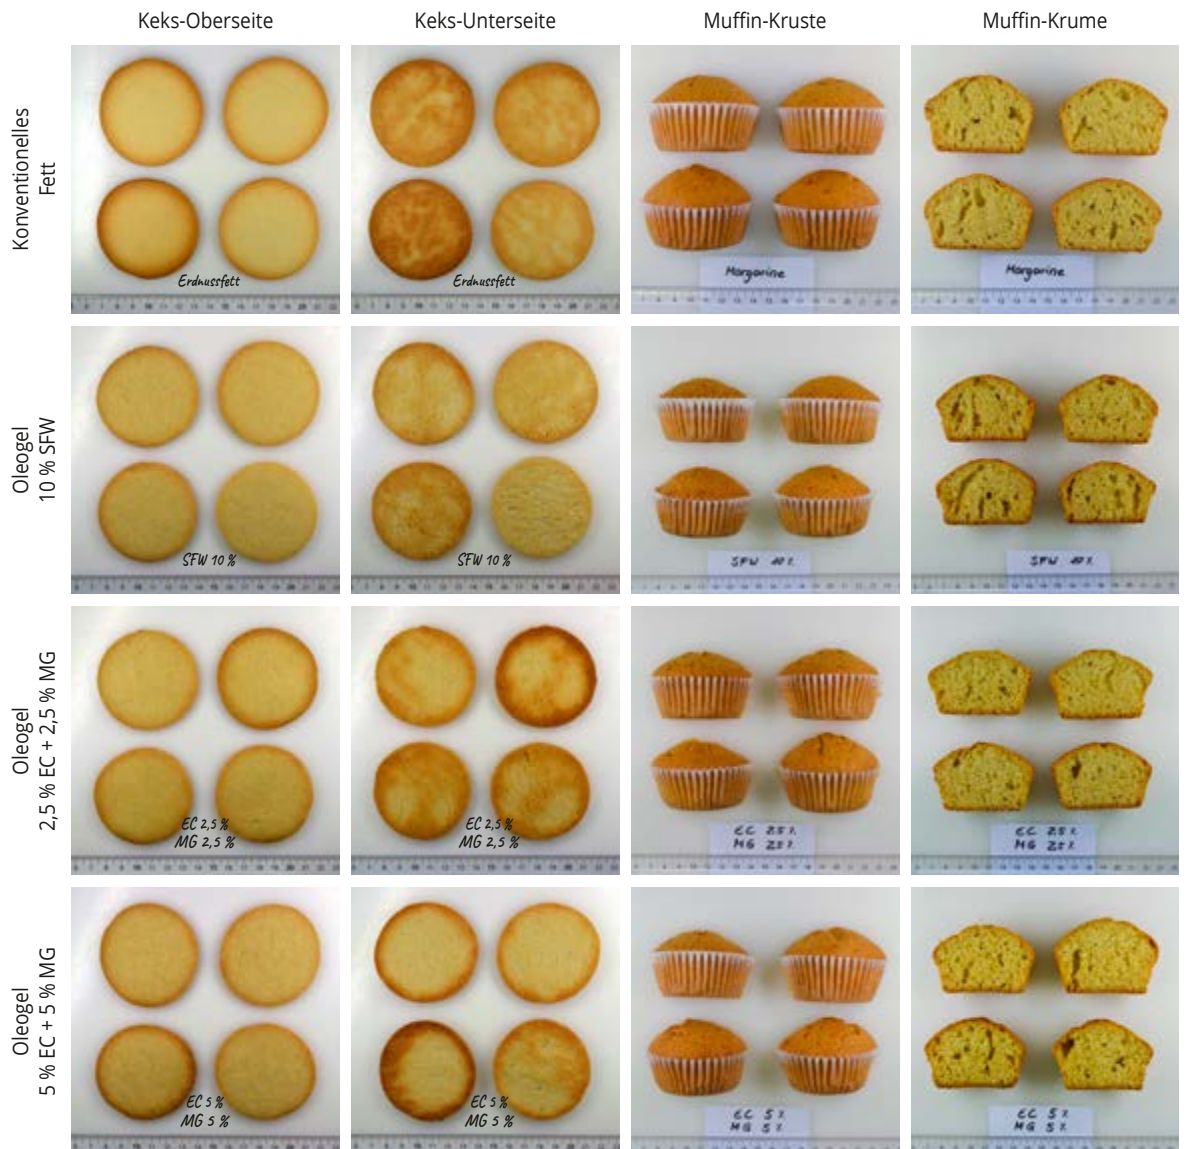 Keks-Oberseite
Keks-Unterseite
Muffin-Kruste
Muffin-Krume
Konventionelles
Fett
Erdnussfett
Erdnussfett
Margarine
Margarine
Oleogel
10 % SFW
SFW 10 %
SFW 10 %
SFW 10 %
SFW 10 %
Oleogel
2,5 % EC + 2,5 % MG
EC 2,5 %
MG 2,5 %
EC 2,5 %
MG 2,5 %
EC 2,5 %
MG 2,5 %
EC 2,5 %
MG 2,5 %
Oleogel
5 % EC + 5 % MG
EC 5 %
MG 5 %
EC 5 %
MG 5 %
EC 5 %
MG 5 %
EC 5 %
MG 5 %